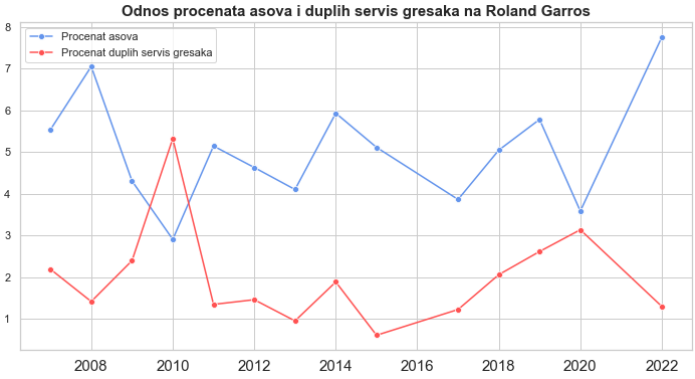 Odnos procenata asova i duplih servis gresaka na Roland Garros
Procenat asova
Procenat duplih servis gresaka
8
7
6
5
4
3
2
1
2008 2010 2012 2014 2016 2018 2020 2022